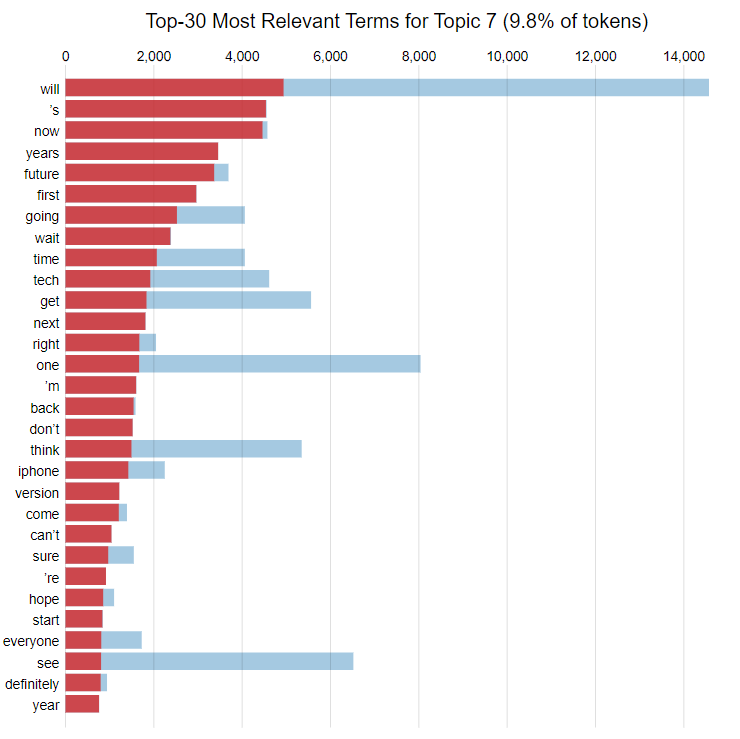 Top-30 Most Relevant Terms for Topic 7 (9.8% of tokens)
0 2,000 4,000 6,000 8,000 10,000 12,000 14,000
will
’s
now
years
future
first
going
wait
time
tech
get
next
right
one
’m
back
don’t
think
iphone
version
come
can’t
sure
’re
hope
start
everyone
see
definitely
year